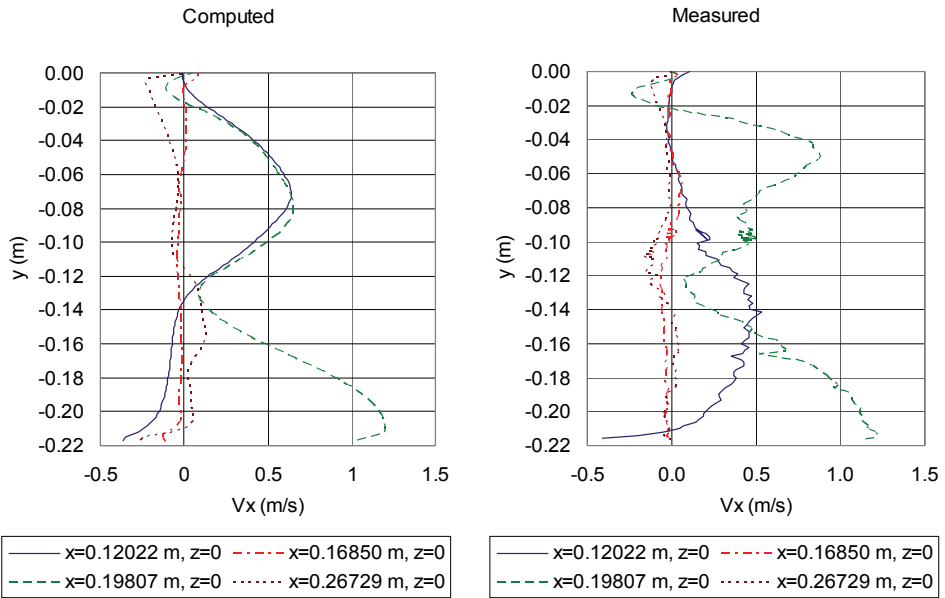 Computed
Measured
0.00
-0.02
-0.04
-0.06
-0.08
-0.10
-0.12
-0.14
-0.16
-0.18
-0.20
-0.22
y (m)
-0.5
0
0.5
1
1.5
Vx (m/s)
x=0.12022 m, z=0
x=0.16850 m, z=0
x=0.19807 m, z=0
x=0.26729 m, z=0
0.00
-0.02
-0.04
-0.06
-0.08
-0.10
-0.12
-0.14
-0.16
-0.18
-0.20
-0.22
y (m)
-0.5
0.0
0.5
1.0
1.5
Vx (m/s)
x=0.12022 m, z=0
x=0.16850 m, z=0
x=0.19807 m, z=0
x=0.26729 m, z=0